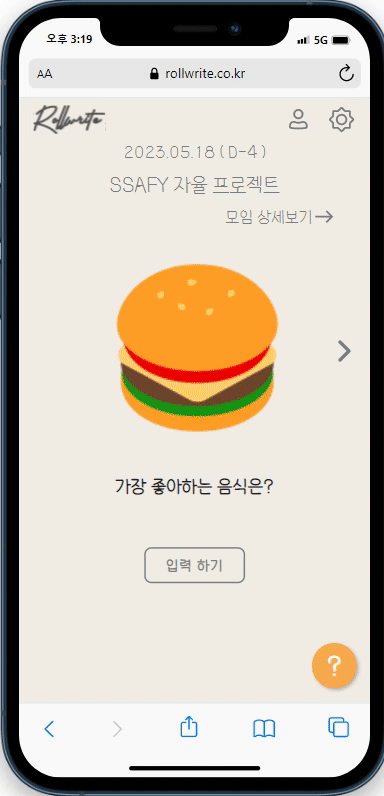 오후 3:19
5G
AA
rollwrite.co.kr
Rollwrite
2023.05.18 ( D-4 )
SSAFY 자율 프로젝트
모임 상세보기
가장 좋아하는 음식은?
입력 하기
?